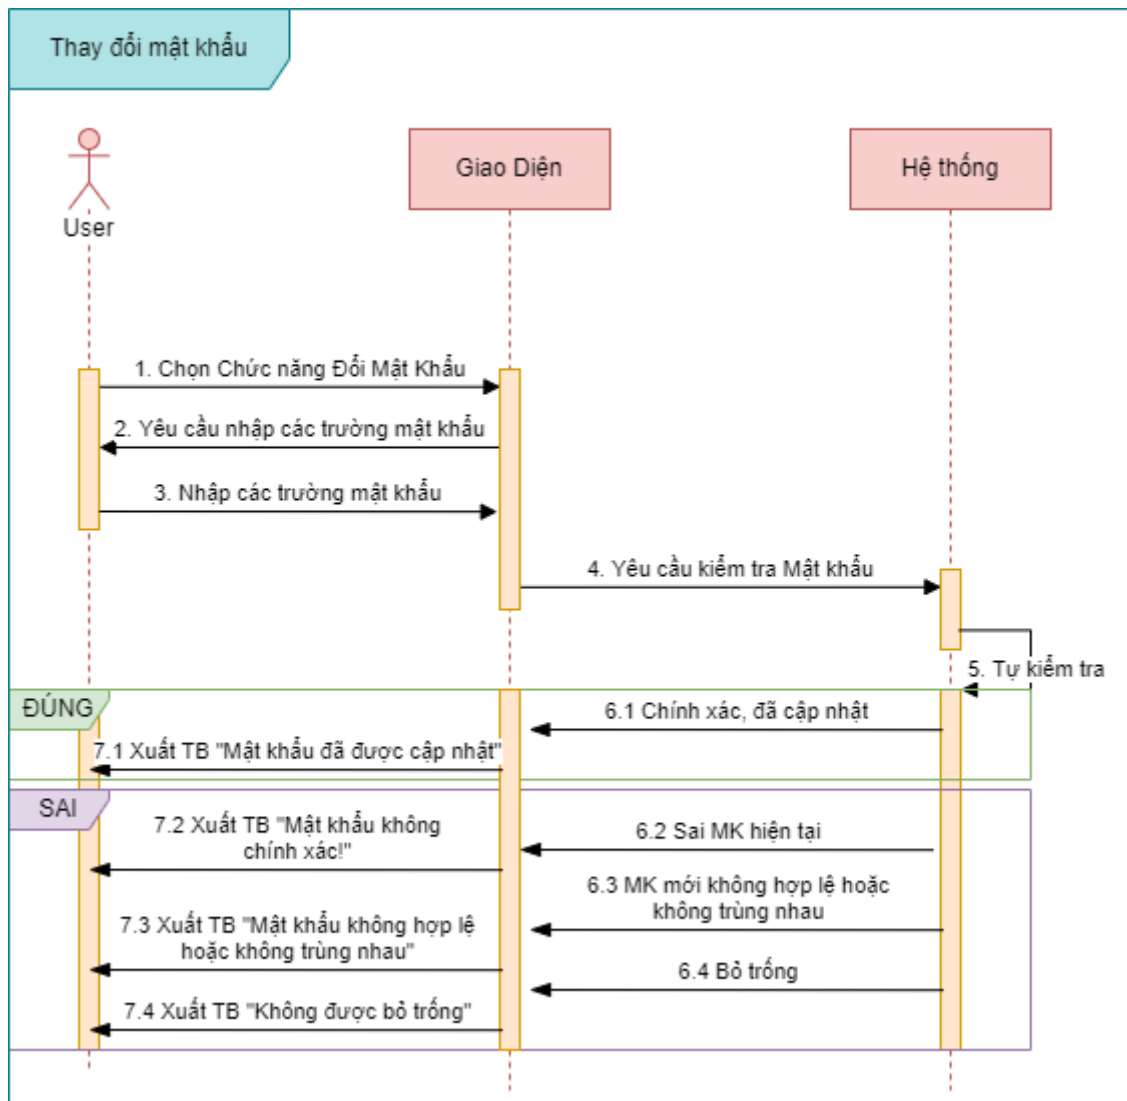 Thay đổi mật khẩu
User
Giao Diện
Hệ thống
1. Chọn Chức năng Đổi Mật Khẩu
2. Yêu cầu nhập các trường mật khẩu
3. Nhập các trường mật khẩu
4. Yêu cầu kiểm tra Mật khẩu
5. Tự kiểm tra
ĐÚNG
6.1 Chính xác, đã cập nhật
7.1 Xuất TB "Mật khẩu đã được cập nhật"
SAI
6.2 Sai MK hiện tại
7.2 Xuất TB "Mật khẩu không
chính xác!"
6.3 MK mới không hợp lệ hoặc
không trùng nhau
7.3 Xuất TB "Mật khẩu không hợp lệ
hoặc không trùng nhau"
6.4 Bỏ trống
7.4 Xuất TB "Không được bỏ trống"